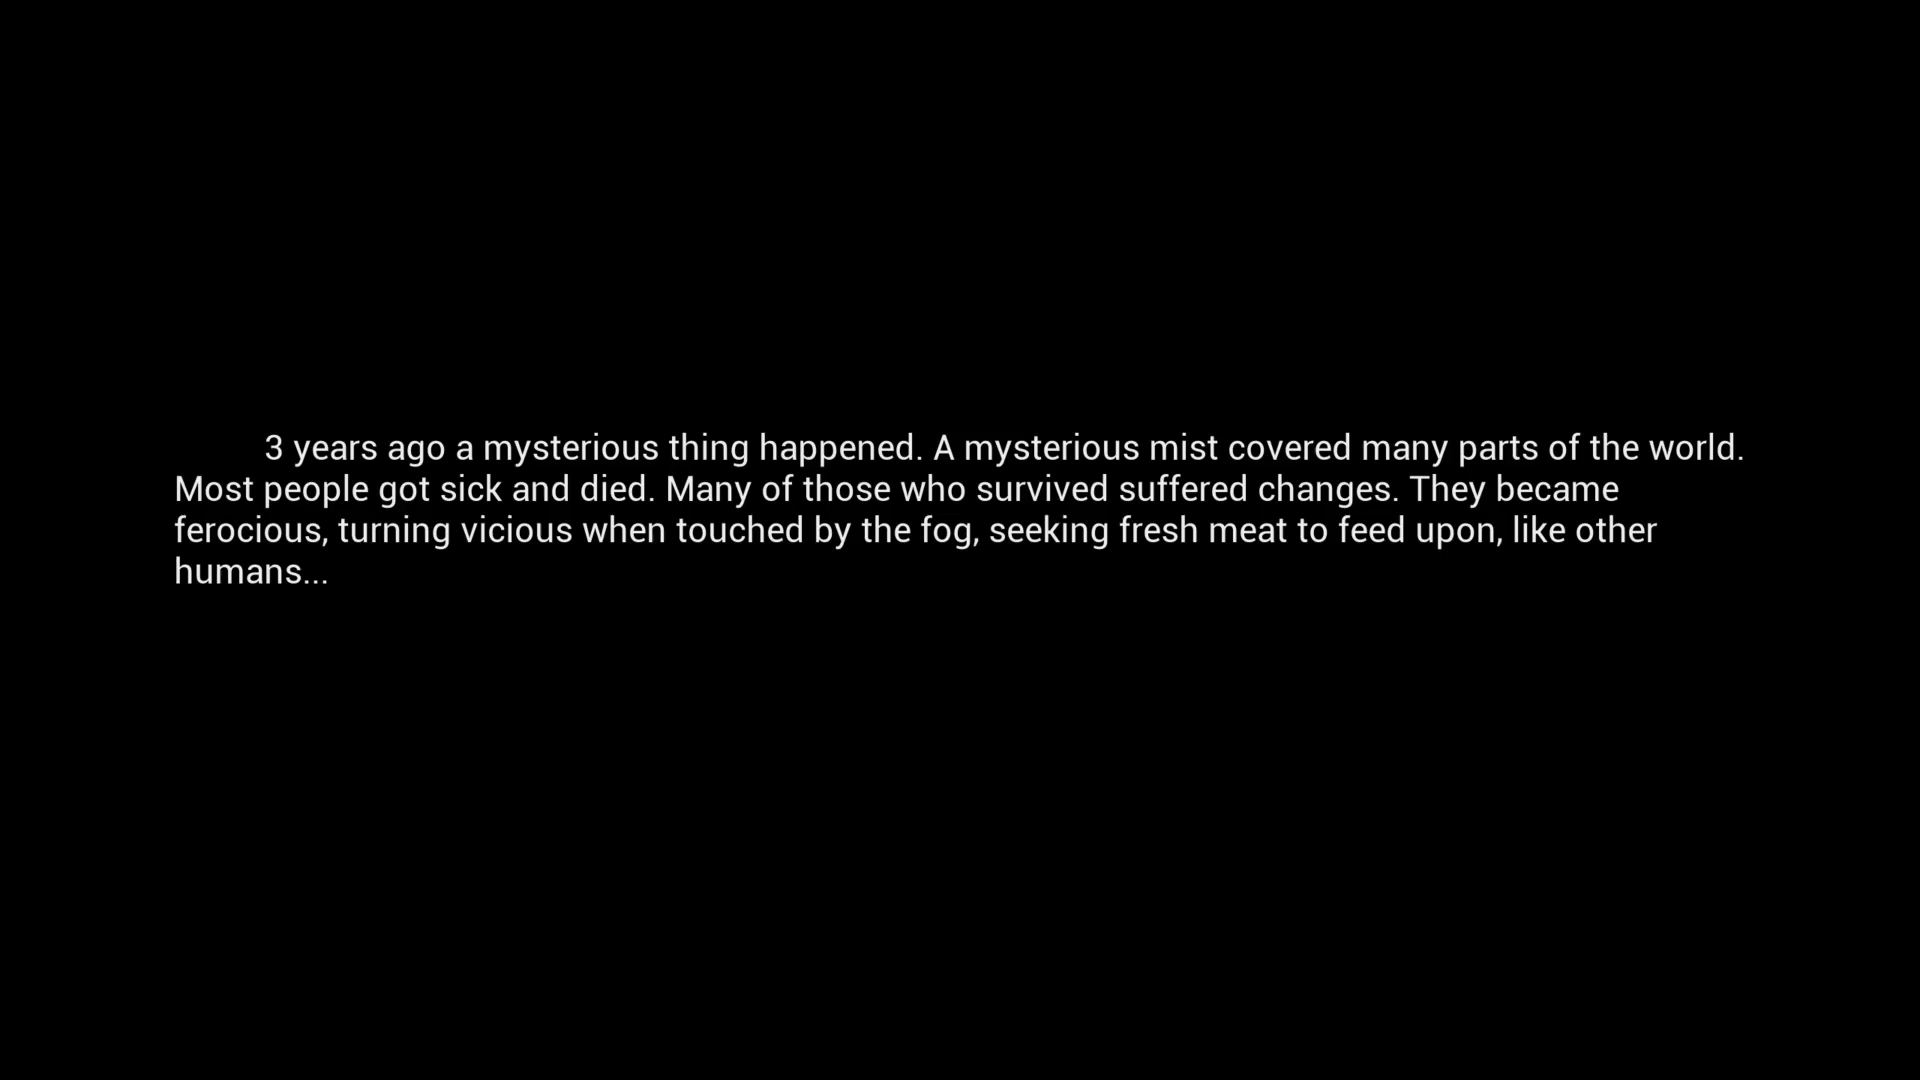 3 years ago a mysterious thing happened. A mysterious mist covered many parts of the world.
Most people got sick and died. Many of those who survived suffered changes. They became
ferocious, turning vicious when touched by the fog, seeking fresh meat to feed upon, like other
humans...